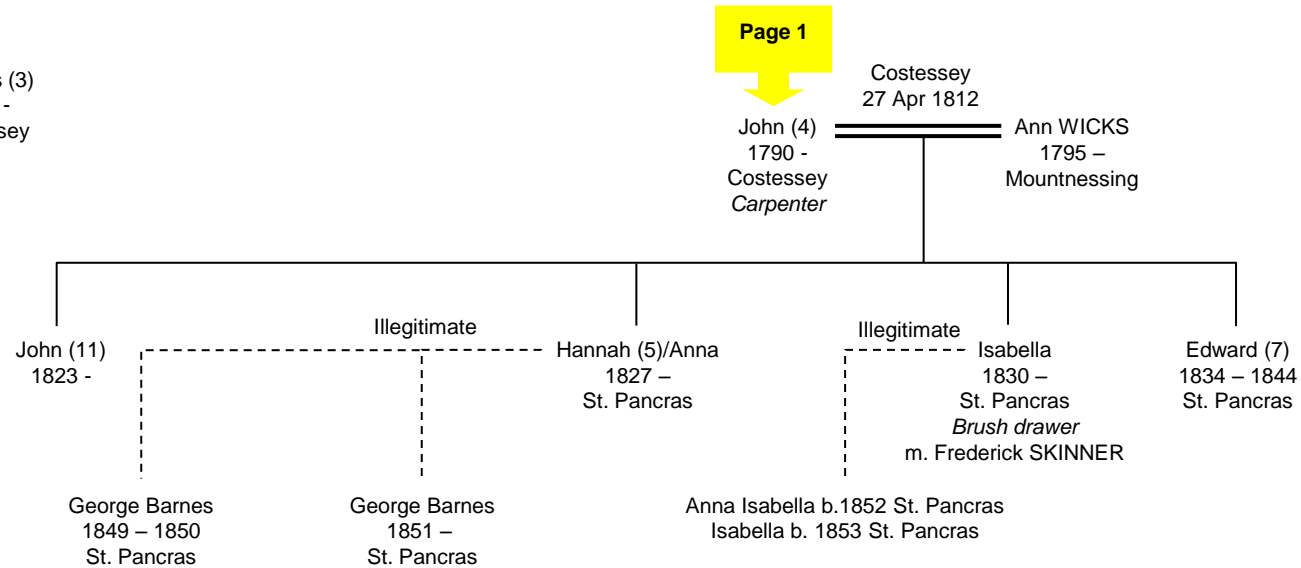 Page 1
s (3)
-
sey
Costessey
27 Apr 1812
John (4)
1790 -
Costessey
Carpenter
Ann WICKS
1795 –
Mountnessing
Illegitimate
Illegitimate
John (11)
1823 -
Hannah (5)/Anna
1827 –
St. Pancras
Isabella
1830 –
St. Pancras
Brush drawer
m. Frederick SKINNER
Edward (7)
1834 – 1844
St. Pancras
George Barnes
1849 – 1850
St. Pancras
George Barnes
1851 –
St. Pancras
Anna Isabella b.1852 St. Pancras
Isabella b. 1853 St. Pancras